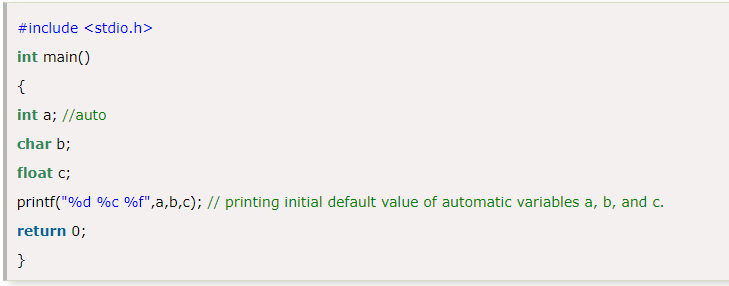 #include <stdio.h>
int main()
{
int a; //auto
char b;
float c;
printf("%d %c %f",a,b,c); // printing initial default value of automatic variables a, b, and c.
return 0;
}